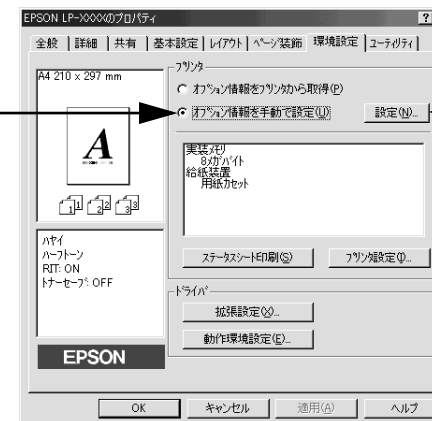 EPSON LP-XXXXのプロパティ
?
全般 詳細 共有 基本設定 レイアウト ページ装飾 環境設定 ユーティリティ
A4 210 x 297 mm
A
1 1 2 2 3 3
ハヤイ
ハーフトーン
RIT: ON
トナーセーブ: OFF
EPSON
プリンタ
オプション情報をプリンタから取得(P)
オプション情報を手動で設定(U)
設定(N)...
実装メモリ
8メガバイト
給紙装置
用紙カセット
ステータスシート印刷(S)
プリンタ設定(I)...
ドライバ
拡張設定(X)...
動作環境設定(E)...
OK キャンセル 適用(A) ヘルプ